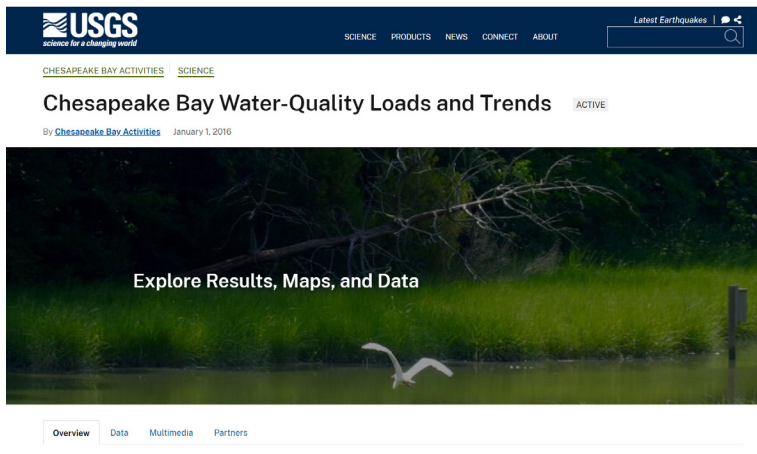 USGS
science for a changing world
Latest Earthquakes |
SCIENCE PRODUCTS NEWS CONNECT ABOUT
CHESAPEAKE BAY ACTIVITIES | SCIENCE
Chesapeake Bay Water-Quality Loads and Trends ACTIVE
By Chesapeake Bay Activities January 1, 2016
Explore Results, Maps, and Data
Overview Data Multimedia Partners